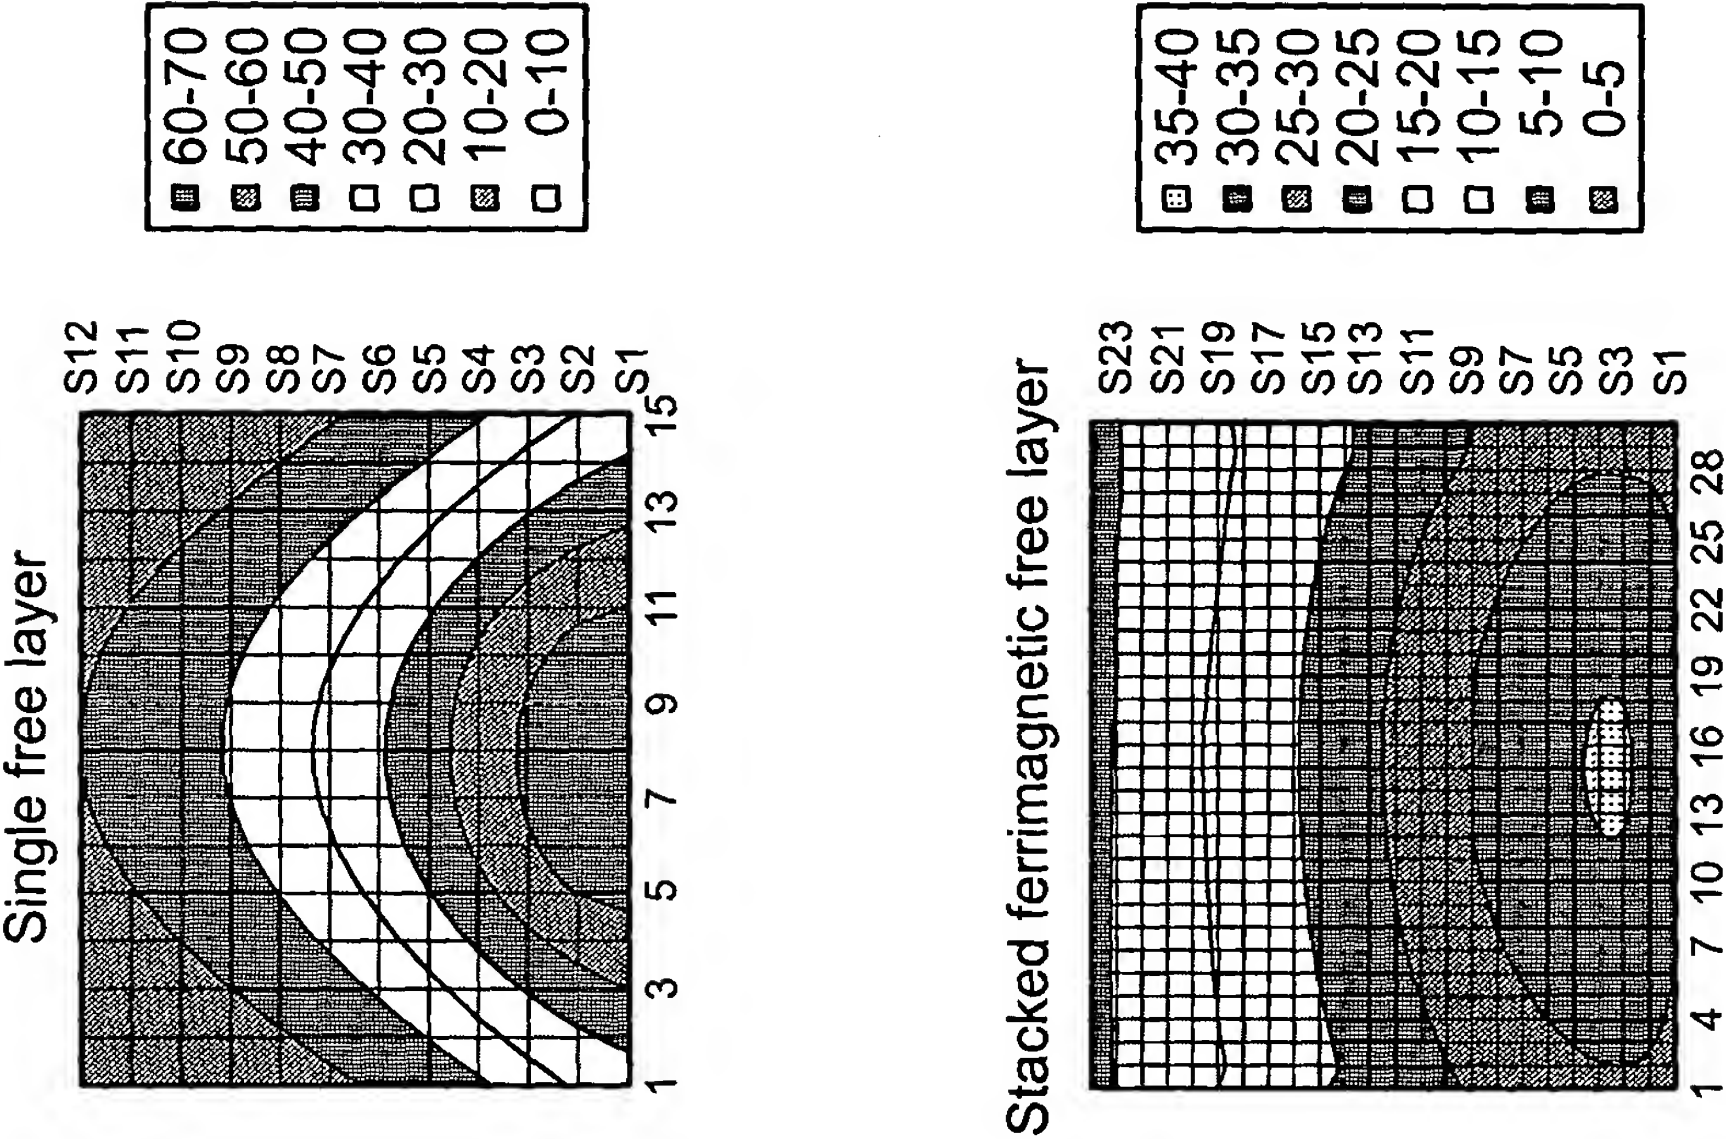 Single free layer
S12
S11
S10
S9
S8
S7
S6
S5
S4
S3
S2
S1
1 3 5 7 9 11 13 15
60-70
50-60
40-50
30-40
20-30
10-20
0-10
Stacked ferrimagnetic free layer
S23
S21
S19
S17
S15
S13
S11
S9
S7
S5
S3
S1
1 4 7 10 13 16 19 22 25 28
35-40
30-35
25-30
20-25
15-20
10-15
5-10
0-5